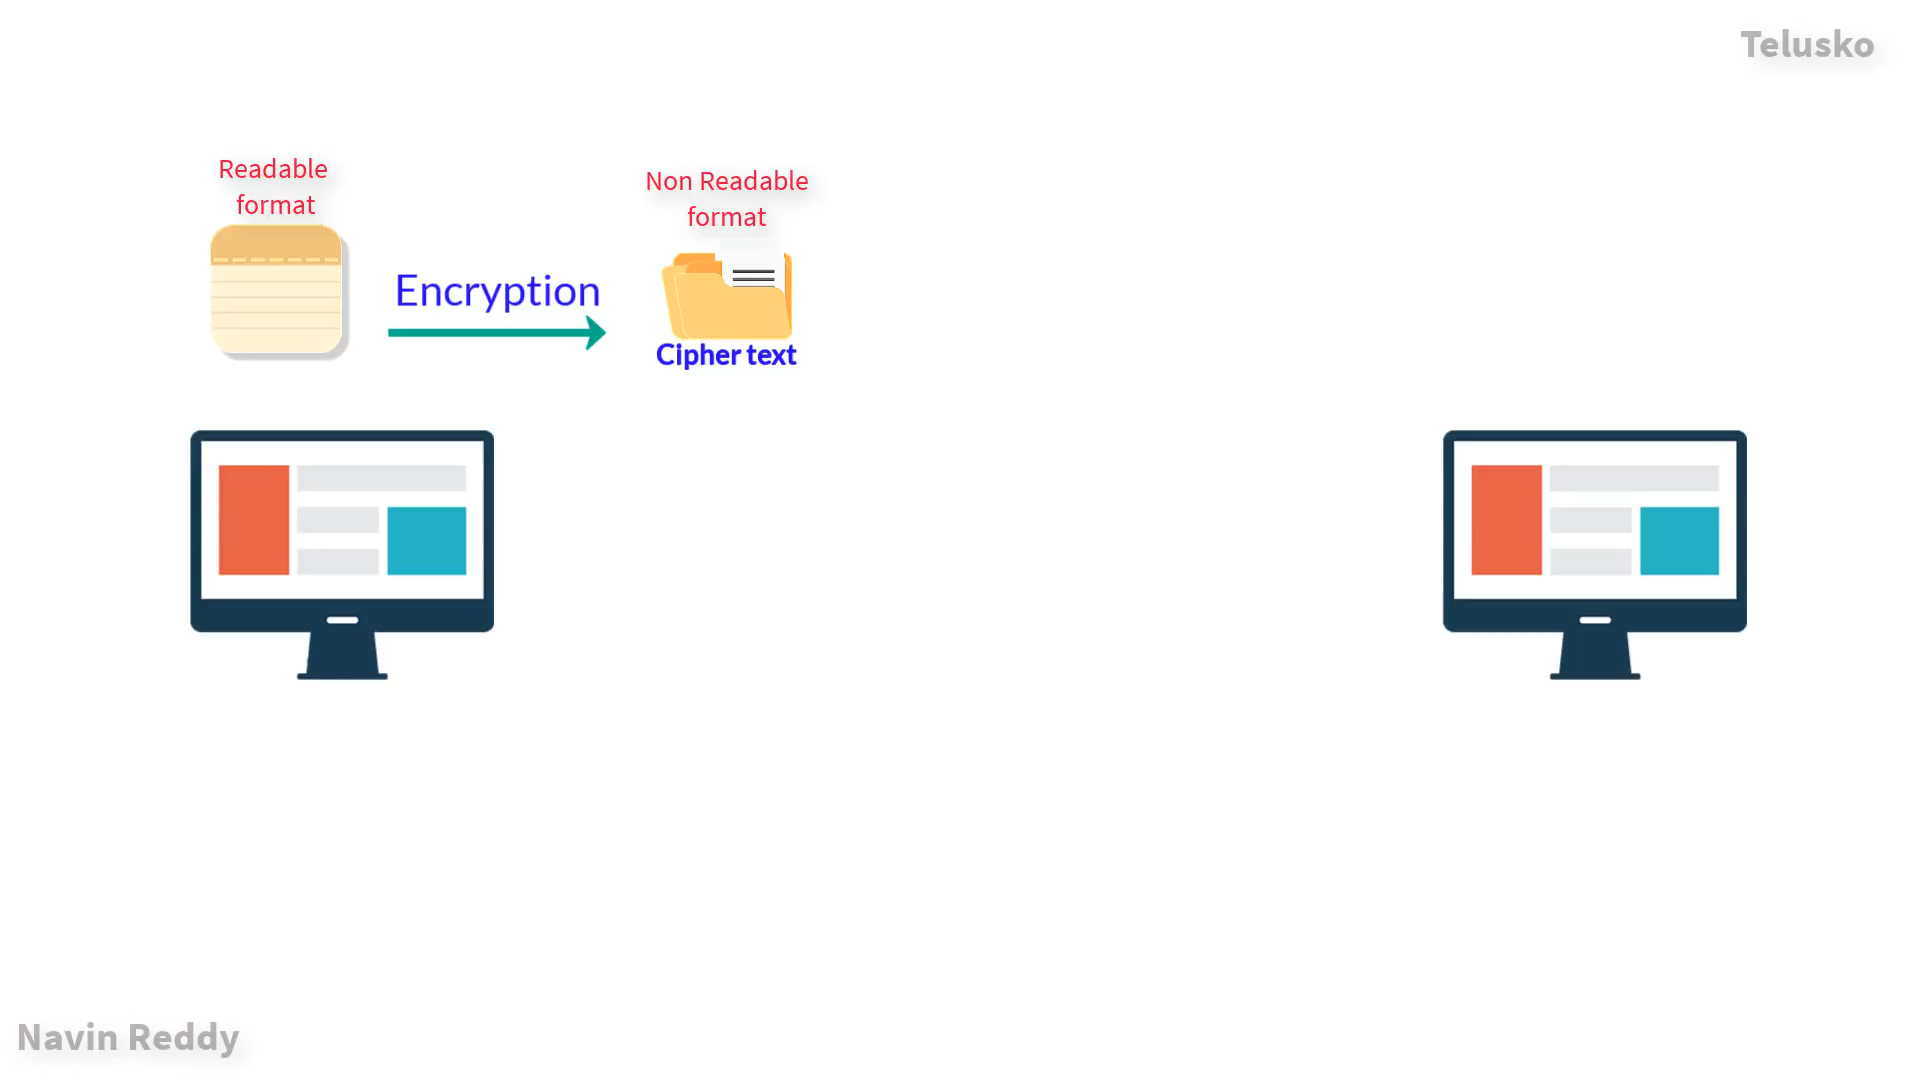 Telusko
Readable
format
Non Readable
format
Encryption
Cipher text
Navin Reddy